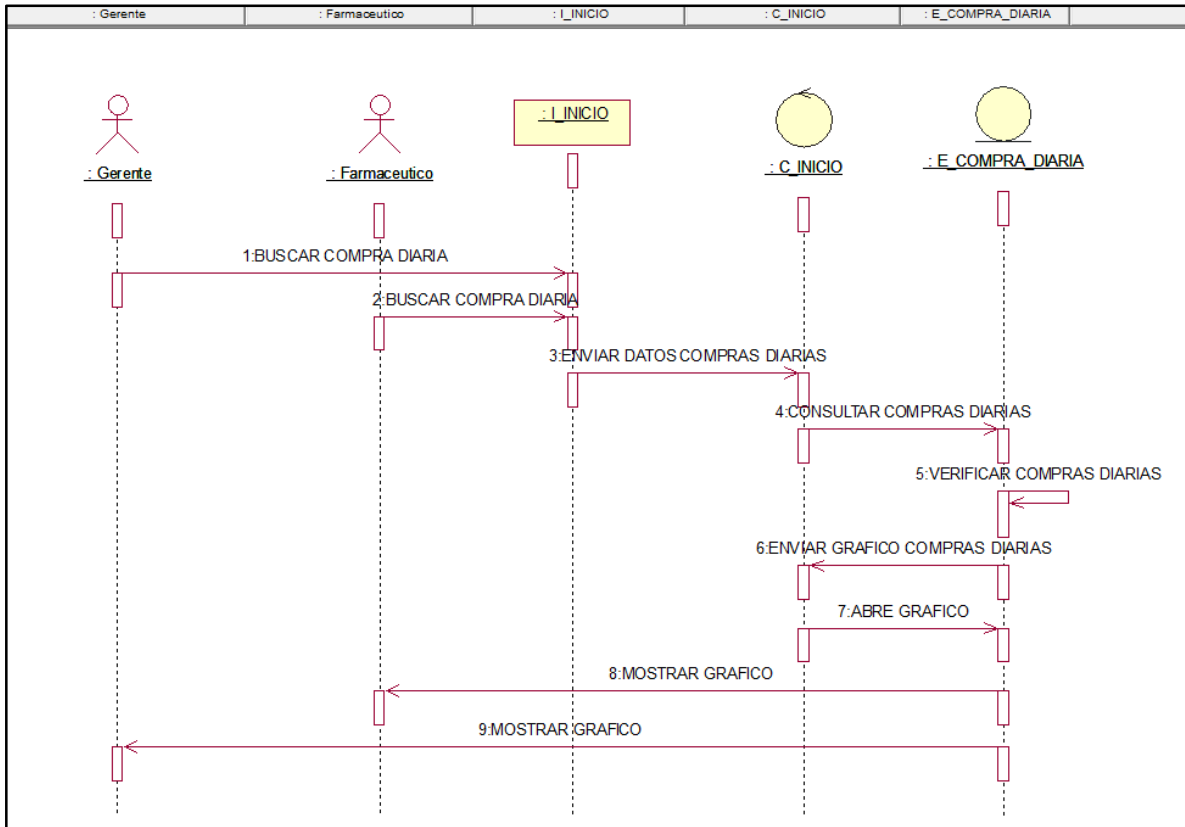 : Gerente
: Farmaceutico
: I_INICIO
: C_INICIO
: E_COMPRA_DIARIA
: I_INICIO
: Gerente
: Farmaceutico
: C_INICIO
: E_COMPRA_DIARIA
1:BUSCAR COMPRA DIARIA
2:BUSCAR COMPRA DIARIA
3:ENVIAR DATOS COMPRAS DIARIAS
4:CONSULTAR COMPRAS DIARIAS
5:VERIFICAR COMPRAS DIARIAS
6:ENVIAR GRAFICO COMPRAS DIARIAS
7:ABRE GRAFICO
8:MOSTRAR GRAFICO
9:MOSTRAR GRAFICO